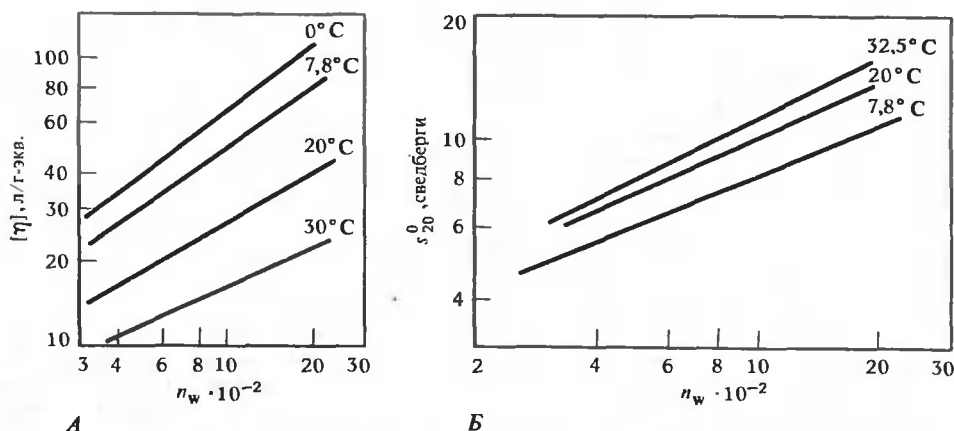 [η], л/г-экв.
100
80
60
40
30
20
10
0°C
7,8°C
20°C
30°C
3 4 6 8 10 20 30
n_w · 10⁻²
А
s⁰₂₀, сведберги
20
10
8
6
4
32,5°C
20°C
7,8°C
2 4 6 8 10 20 30
n_w · 10⁻²
Б